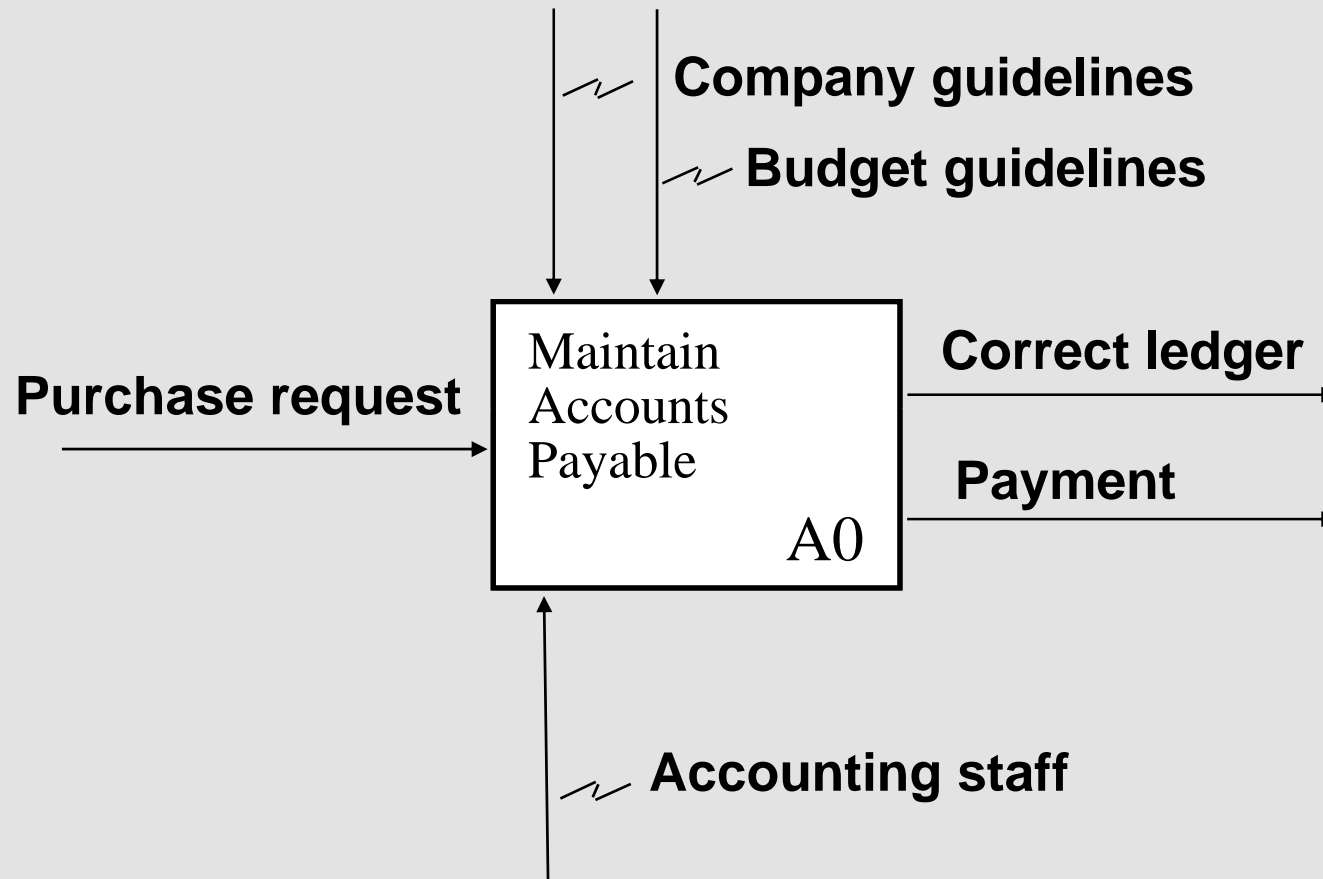 Company guidelines
Budget guidelines
Purchase request
Maintain
Accounts
Payable
A0
Correct ledger
Payment
Accounting staff